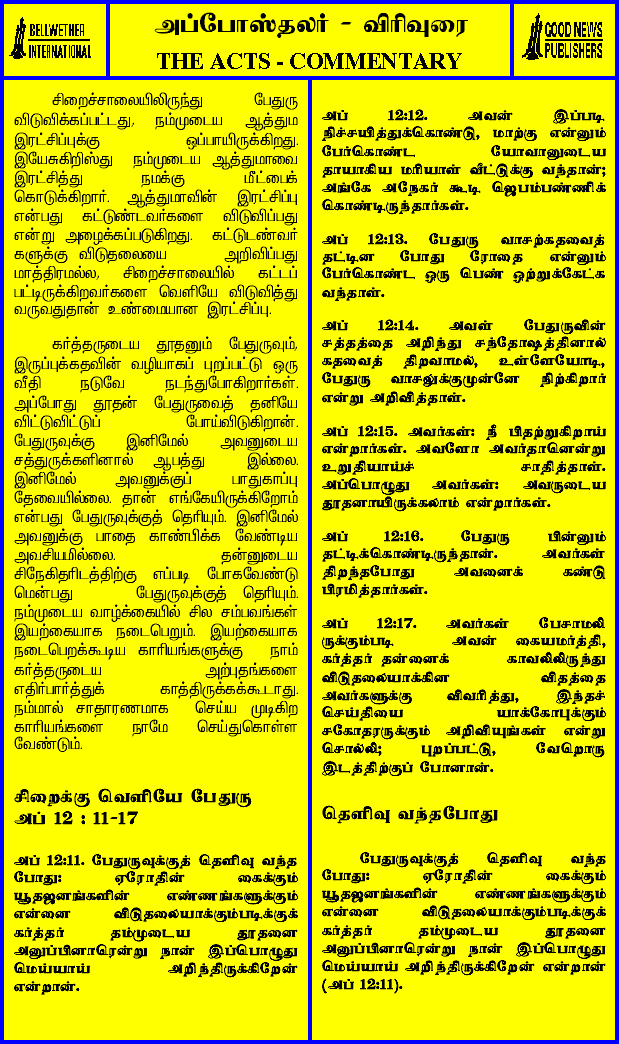 BELLWETHER
INTERNATIONAL
அப்போஸ்தலர் - விரிவுரை
THE ACTS - COMMENTARY
GOOD NEWS
PUBLISHERS
சிறைச்சாலையிலிருந்து பேதுரு
விடுவிக்கப்பட்டது, நம்முடைய ஆத்தும
இரட்சிப்புக்கு ஒப்பாயிருக்கிறது.
இயேசுகிறிஸ்து நம்முடைய ஆத்துமாவை
இரட்சித்து நமக்கு மீட்பைக்
கொடுக்கிறார். ஆத்துமாவின் இரட்சிப்பு
என்பது கட்டுண்டவர்களை விடுவிப்பது
என்று அழைக்கப்படுகிறது. கட்டுடண்வர்
களுக்கு விடுதலையை அறிவிப்பது
மாத்திரமல்ல, சிறைச்சாலையில் கட்டப்
பட்டிருக்கிறவர்களை வெளியே விடுவித்து
வருவதுதான் உண்மையான இரட்சிப்பு.
கர்த்தருடைய தூதனும் பேதுருவும்,
இருப்புக்கதவின் வழியாகப் புறப்பட்டு ஒரு
வீதி நடுவே நடந்துபோகிறார்கள்.
அப்போது தூதன் பேதுருவைத் தனியே
விட்டுவிட்டுப் போய்விடுகிறான்.
பேதுருவுக்கு இனிமேல் அவனுடைய
சத்துருக்களினால் ஆபத்து இல்லை.
இனிமேல் அவனுக்குப் பாதுகாப்பு
தேவையில்லை. தான் எங்கேயிருக்கிறோம்
என்பது பேதுருவுக்குத் தெரியும். இனிமேல்
அவனுக்கு பாதை காண்பிக்க வேண்டிய
அவசியமில்லை. தன்னுடைய
சிநேகிதரிடத்திற்கு எப்படி போகவேண்டு
மென்பது பேதுருவுக்குத் தெரியும்.
நம்முடைய வாழ்க்கையில் சில சம்பவங்கள்
இயற்கையாக நடைபெறும். இயற்கையாக
நடைபெறக்கூடிய காரியங்களுக்கு நாம்
கர்த்தருடைய அற்புதங்களை
எதிர்பார்த்துக் காத்திருக்கக்கூடாது.
நம்மால் சாதாரணமாக செய்ய முடிகிற
காரியங்களை நாமே செய்துகொள்ள
வேண்டும்.
சிறைக்கு வெளியே பேதுரு
அப் 12 : 11-17
அப் 12:11. பேதுருவுக்குத் தெளிவு வந்த
போது: ஏரோதின் கைக்கும்
யூதஜனங்களின் எண்ணங்களுக்கும்
என்னை விடுதலையாக்கும்படிக்குக்
கர்த்தர் தம்முடைய தூதனை
அனுப்பினாரென்று நான் இப்பொழுது
மெய்யாய் அறிந்திருக்கிறேன்
என்றான்.
அப் 12:12. அவன் இப்படி
நிச்சயித்துக்கொண்டு, மாற்கு என்னும்
பேர்கொண்ட யோவானுடைய
தாயாகிய மரியாள் வீட்டுக்கு வந்தான்;
அங்கே அநேகர் கூடி ஜெபம்பண்ணிக்
கொண்டிருந்தார்கள்.
அப் 12:13. பேதுரு வாசற்கதவைத்
தட்டின போது ரோதை என்னும்
பேர்கொண்ட ஒரு பெண் ஒற்றுக்கேட்க
வந்தாள்.
அப் 12:14. அவள் பேதுருவின்
சத்தத்தை அறிந்து சந்தோஷத்தினால்
கதவைத் திறவாமல், உள்ளேயோடி,
பேதுரு வாசலுக்குமுன்னே நிற்கிறார்
என்று அறிவித்தாள்.
அப் 12:15. அவர்கள்: நீ பிதற்றுகிறாய்
என்றார்கள். அவளோ அவர்தானென்று
உறுதியாய்ச் சாதித்தாள்.
அப்பொழுது அவர்கள்: அவருடைய
தூதனாயிருக்கலாம் என்றார்கள்.
அப் 12:16. பேதுரு பின்னும்
தட்டிக்கொண்டிருந்தான். அவர்கள்
திறந்தபோது அவனைக் கண்டு
பிரமித்தார்கள்.
அப் 12:17. அவர்கள் பேசாமலி
ருக்கும்படி அவன் கையமர்த்தி,
கர்த்தர் தன்னைக் காவலிலிருந்து
விடுதலையாக்கின விதத்தை
அவர்களுக்கு விவரித்து, இந்தச்
செய்தியை யாக்கோபுக்கும்
சகோதரருக்கும் அறிவியுங்கள் என்று
சொல்லி; புறப்பட்டு, வேறொரு
இடத்திற்குப் போனான்.
தெளிவு வந்தபோது
பேதுருவுக்குத் தெளிவு வந்த
போது: ஏரோதின் கைக்கும்
யூதஜனங்களின் எண்ணங்களுக்கும்
என்னை விடுதலையாக்கும்படிக்குக்
கர்த்தர் தம்முடைய தூதனை
அனுப்பினாரென்று நான் இப்பொழுது
மெய்யாய் அறிந்திருக்கிறேன் என்றான்
(அப் 12:11).